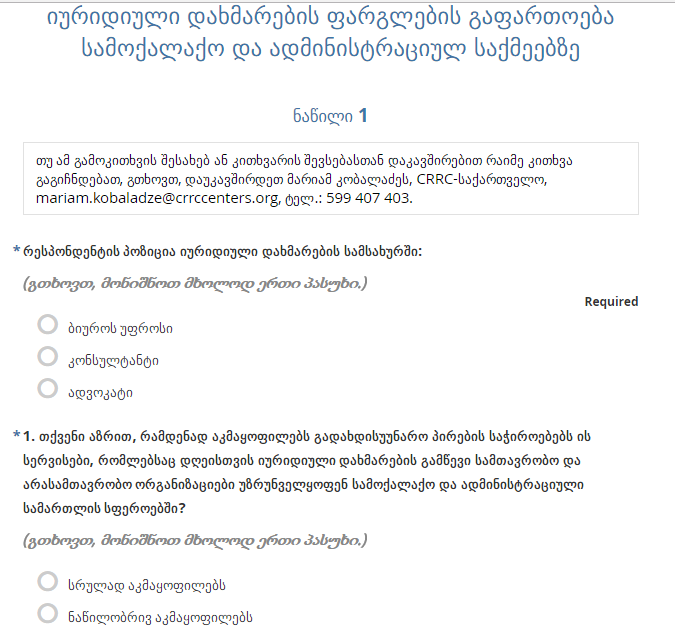 იურიდიული დახმარების ფარგლების გაფართოება
სამოქალაქო და ადმინისტრაციულ საქმეებზე
ნაწილი 1
თუ ამ გამოკითხვის შესახებ ან კითხვარის შევსებასთან დაკავშირებით რაიმე კითხვა
გაგიჩნდებათ, გთხოვთ, დაუკავშირდეთ მარიამ კობალაძეს, CRRC-საქართველო,
mariam.kobaladze@crrccenters.org, ტელ.: 599 407 403.
* რესპონდენტის პოზიცია იურიდიული დახმარების სამსახურში:
(გთხოვთ, მონიშნოთ მხოლოდ ერთი პასუხი.)
Required
ბიუროს უფროსი
კონსულტანტი
ადვოკატი
* 1. თქვენი აზრით, რამდენად აკმაყოფილებს გადახდისუუნარო პირების საჭიროებებს ის
სერვისები, რომლებსაც დღეისთვის იურიდიული დახმარების გამწევი სამთავრობო და
არასამთავრობო ორგანიზაციები უზრუნველყოფენ სამოქალაქო და ადმინისტრაციული
სამართლის სფეროებში?
(გთხოვთ, მონიშნოთ მხოლოდ ერთი პასუხი.)
სრულად აკმაყოფილებს
ნაწილობრივ აკმაყოფილებს